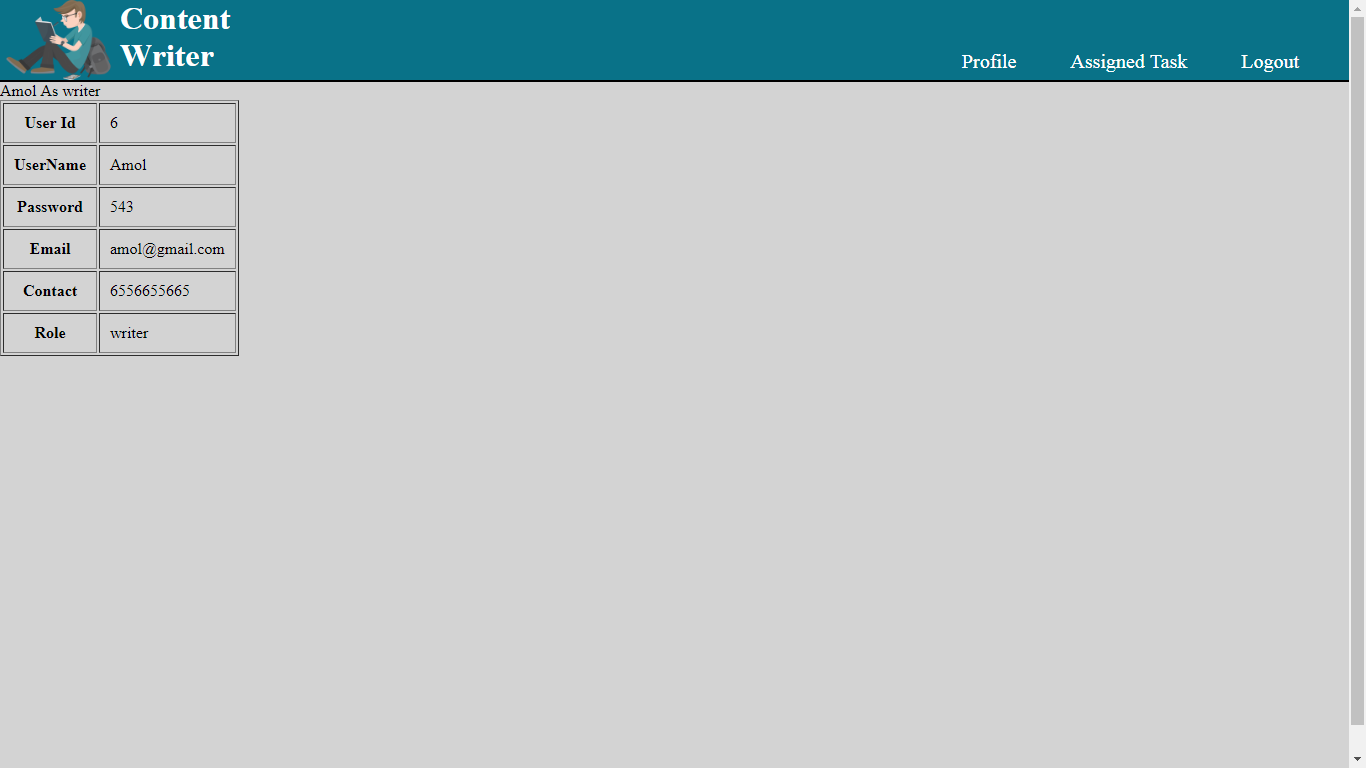 Content
Writer
Profile Assigned Task Logout
Amol As writer
User Id 6
UserName Amol
Password 543
Email amol@gmail.com
Contact 6556655665
Role writer